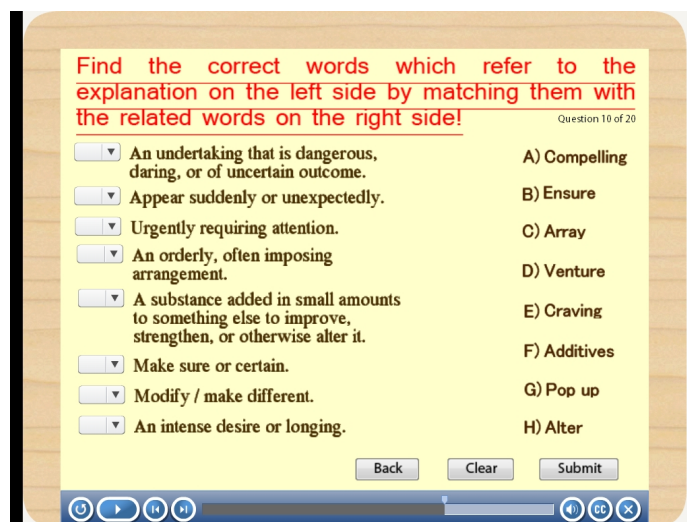 Find the correct words which refer to the
explanation on the left side by matching them with
the related words on the right side!
Question 10 of 20
An undertaking that is dangerous,
daring, or of uncertain outcome.
Appear suddenly or unexpectedly.
Urgently requiring attention.
An orderly, often imposing
arrangement.
A substance added in small amounts
to something else to improve,
strengthen, or otherwise alter it.
Make sure or certain.
Modify / make different.
An intense desire or longing.
A) Compelling
B) Ensure
C) Array
D) Venture
E) Craving
F) Additives
G) Pop up
H) Alter
Back Clear Submit
CC